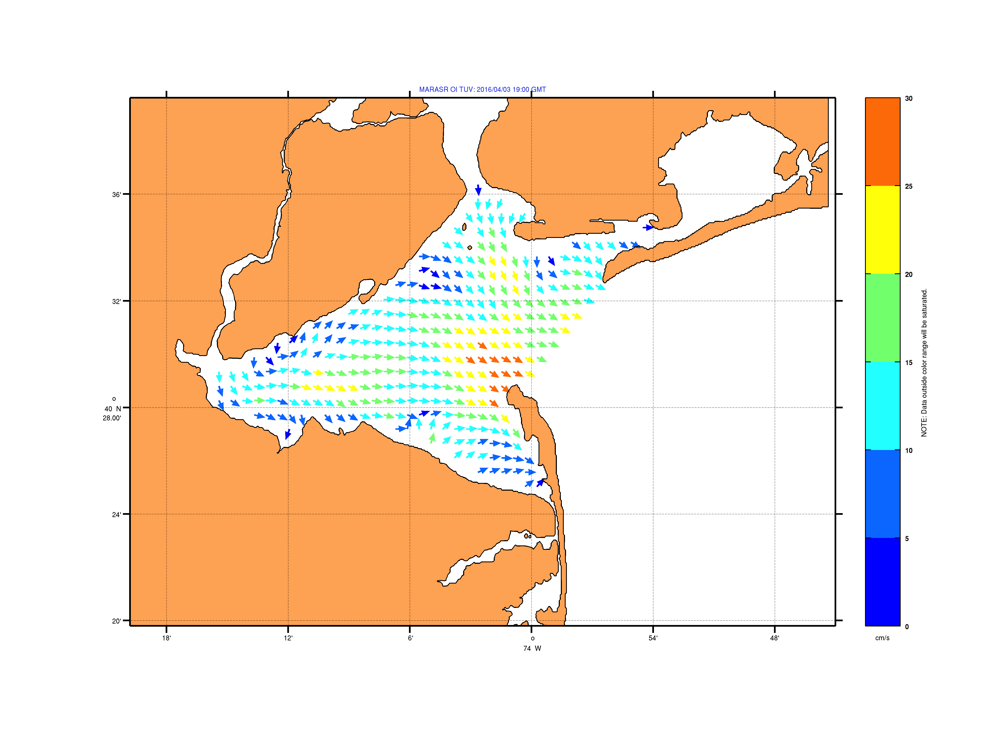 MARASR OI TUV: 2016/04/03 19:00 GMT
36'
32'
o
40 N
28.00'
24'
20'
18'
12'
6'
o
74 W
54'
48'
30
25
20
15
10
5
0
cm/s
NOTE: Data outside color range will be saturated.